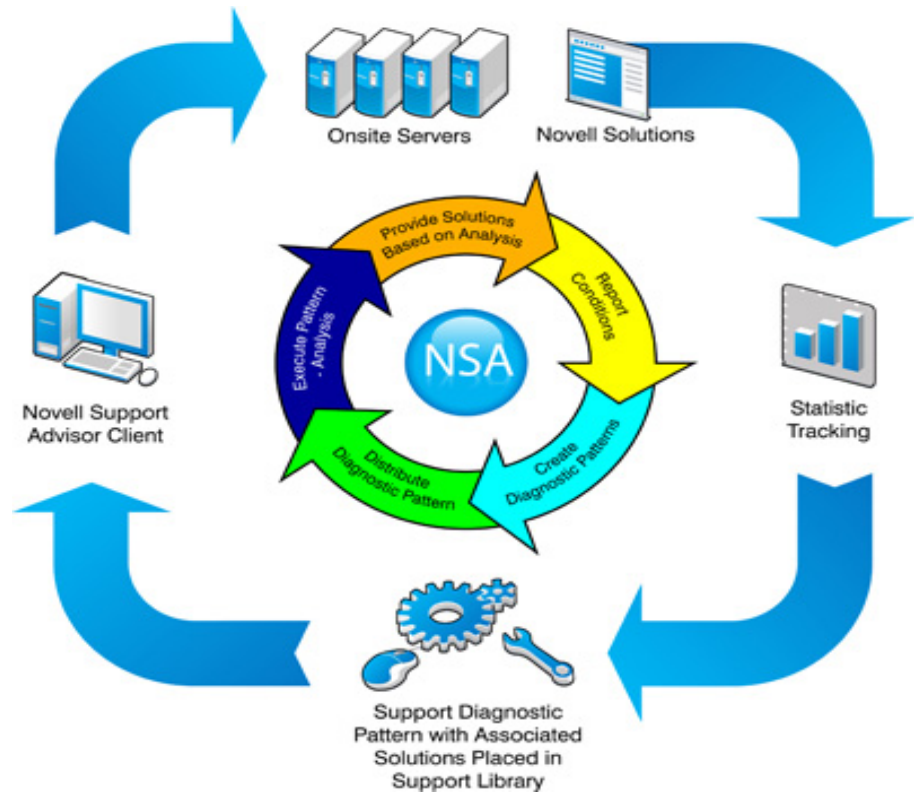 Onsite Servers
Novell Solutions
Provide Solutions
Based on Analysis
Report
Conditions
Execute Pattern
- Analysis
NSA
Novell Support
Advisor Client
Statistic
Tracking
Create
Diagnostic Patterns
Distribute
Diagnostic Pattern
Support Diagnostic
Pattern with Associated
Solutions Placed in
Support Library